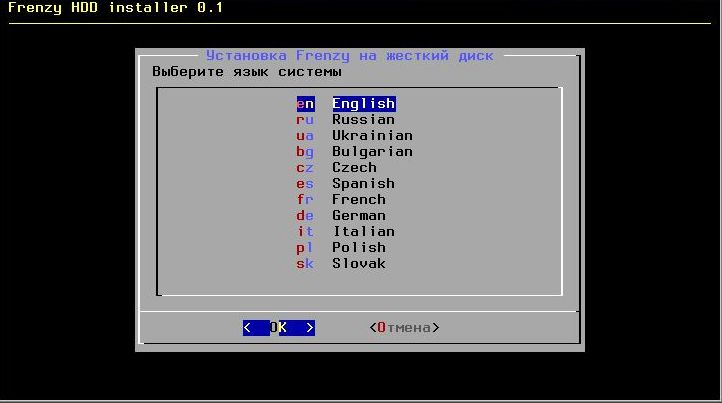 Frenzy HDD installer 0.1
Установка Frenzy на жесткий диск
Выберите язык системы
en English
ru Russian
ua Ukrainian
bg Bulgarian
cz Czech
es Spanish
fr French
de German
it Italian
pl Polish
sk Slovak
< OK > <Отмена>